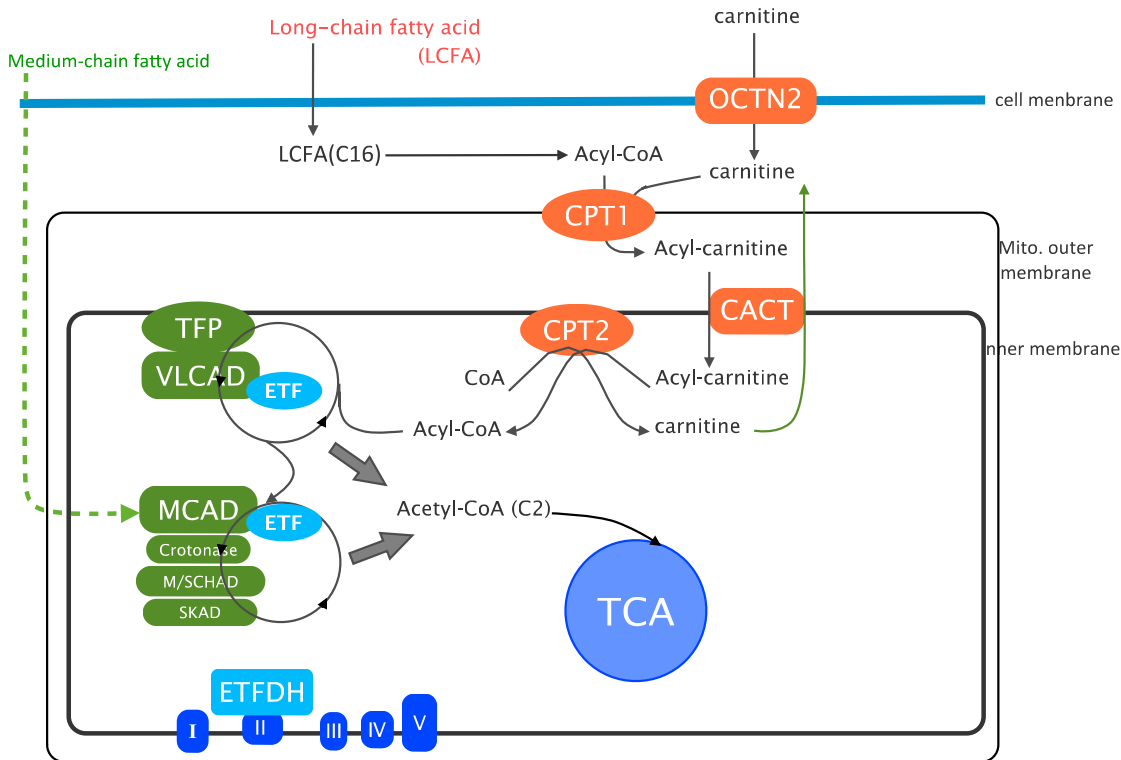 carnitine
Long-chain fatty acid
(LCFA)
Medium-chain fatty acid
OCTN2
cell menbrane
LCFA(C16)
Acyl-CoA
carnitine
CPT1
Acyl-carnitine
Mito. outer
membrane
TFP
CPT2
CACT
nner membrane
VLCAD
ETF
CoA
Acyl-carnitine
Acyl-CoA
carnitine
MCAD
ETF
Acetyl-CoA (C2)
Crotonase
M/SCHAD
SKAD
TCA
ETFDH
I
II
III
IV
V